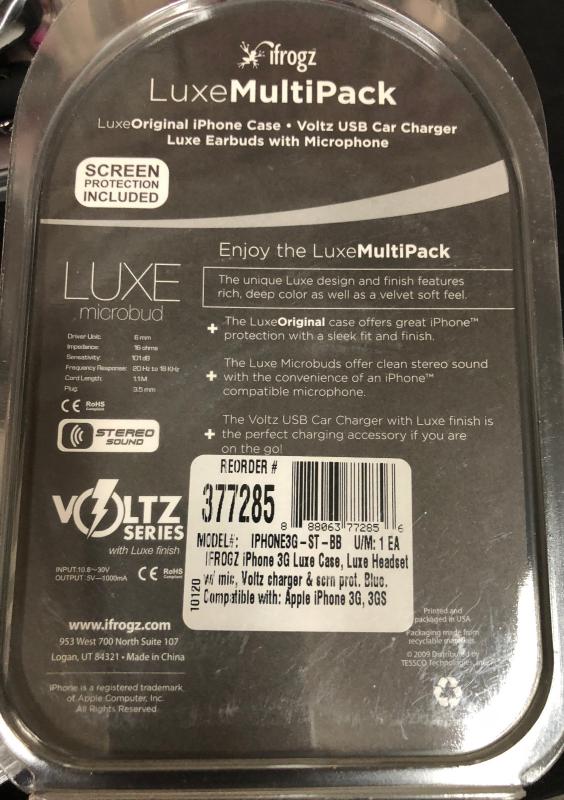 ifrogz
LuxeMultiPack
LuxeOriginal iPhone Case • Voltz USB Car Charger
Luxe Earbuds with Microphone
SCREEN
PROTECTION
INCLUDED
Enjoy the LuxeMultiPack
The unique Luxe design and finish features
rich, deep color as well as a velvet soft feel.
LUXE
microbud
Driver Unit: 6 mm
Impedance: 16 ohms
Sensitivity: 101 dB
Frequency Response: 20 Hz to 18 KHz
Cord Length: 1.1M
Plug: 3.5 mm
CE RoHS
Compliant
STEREO
SOUND
+ The LuxeOriginal case offers great iPhone™
protection with a sleek fit and finish.
+ The Luxe Microbuds offer clean stereo sound
with the convenience of an iPhone™
compatible microphone.
+ The Voltz USB Car Charger with Luxe finish is
the perfect charging accessory if you are
on the go!
VOLTZ
SERIES
with Luxe finish
INPUT:10.8~30V
OUTPUT :5V—1000mA
CE RoHS
Compliant
REORDER #
377285
8 88063 77285 6
MODEL#: IPHONE3G-ST-BB U/M: 1 EA
IFROGZ iPhone 3G Luxe Case, Luxe Headset
w/ mic, Voltz charger & scrn prot. Blue.
Compatible with: Apple iPhone 3G, 3GS
10120
www.ifrogz.com
953 West 700 North Suite 107
Logan, UT 84321 • Made in China
iPhone is a registered trademark
of Apple Computer, Inc.
All Rights Reserved
Printed and
packaged in USA
Packaging made from
recyclable materials
© 2009 Distributed by
TESSCO Technologies, Inc.